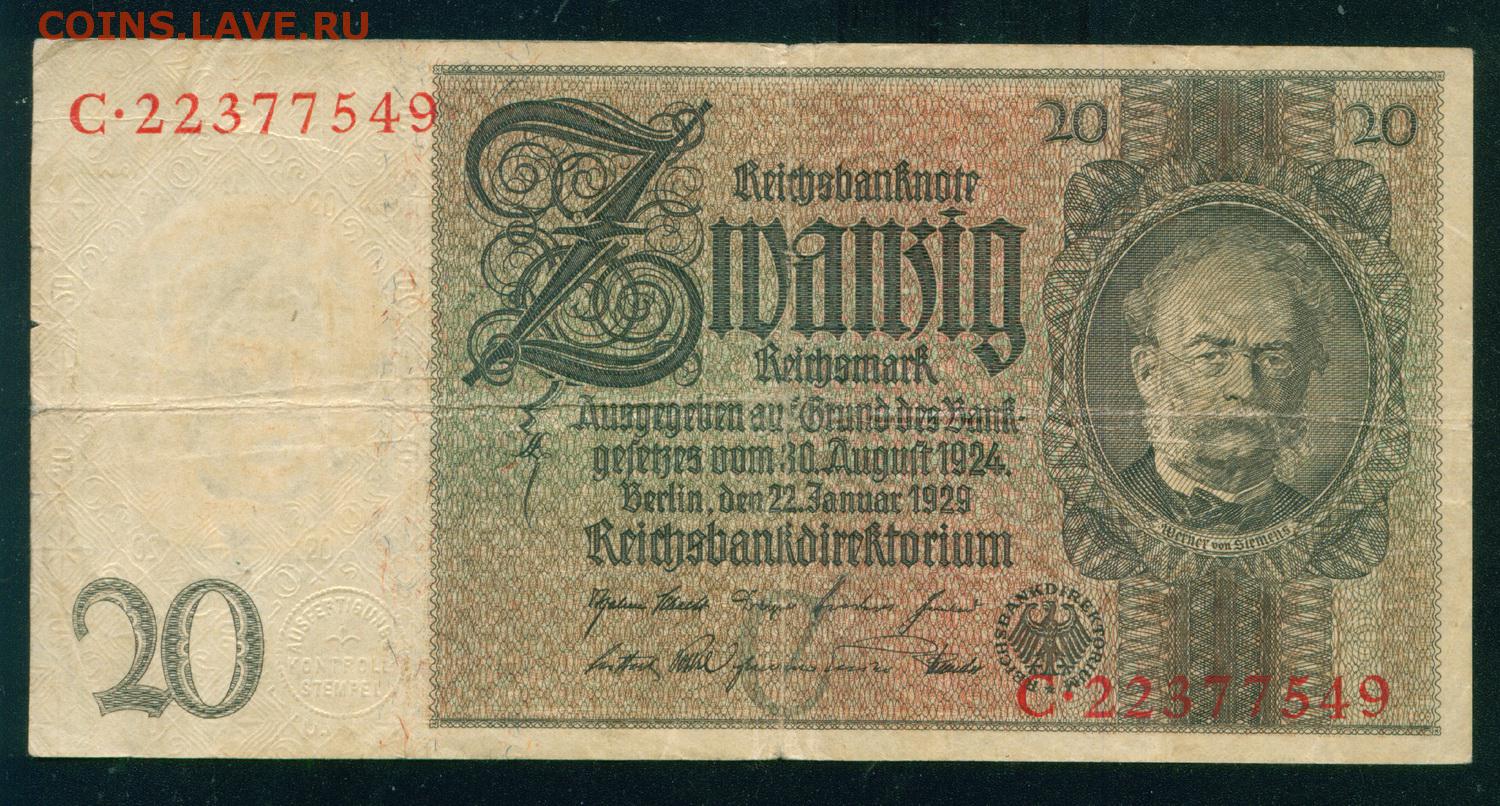 COINS.LAVE.RU
C·22377549
20
20
Reichsbanknote
Zwanzig
Reichsmark
Ausgegeben auf Grund des Bank-
gesetzes vom 30. August 1924.
Berlin, den 22. Januar 1929
Reichsbankdirektorium
Werner von Siemens
20
AUSFERTIGUNG
KONTROLL
STEMPEL
REICHSBANKDIREKTORIUM
C·22377549